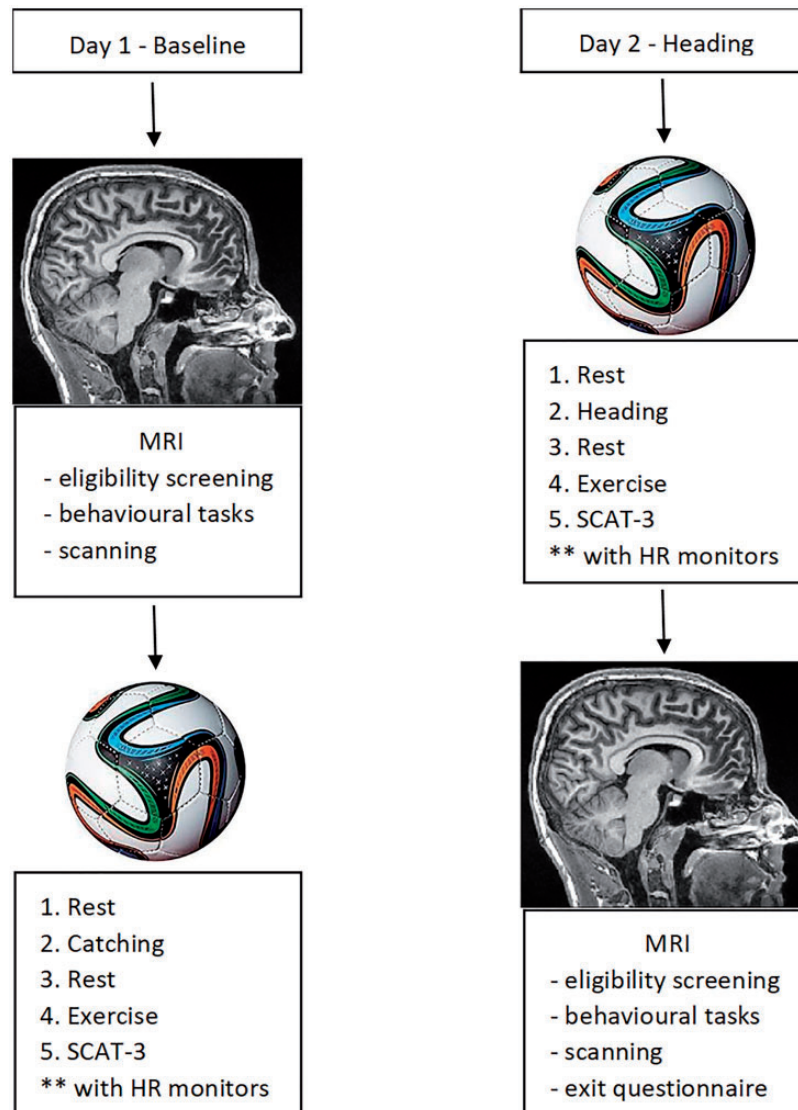 Day 1 - Baseline
MRI
- eligibility screening
- behavioural tasks
- scanning
1. Rest
2. Catching
3. Rest
4. Exercise
5. SCAT-3
** with HR monitors
Day 2 - Heading
1. Rest
2. Heading
3. Rest
4. Exercise
5. SCAT-3
** with HR monitors
MRI
- eligibility screening
- behavioural tasks
- scanning
- exit questionnaire